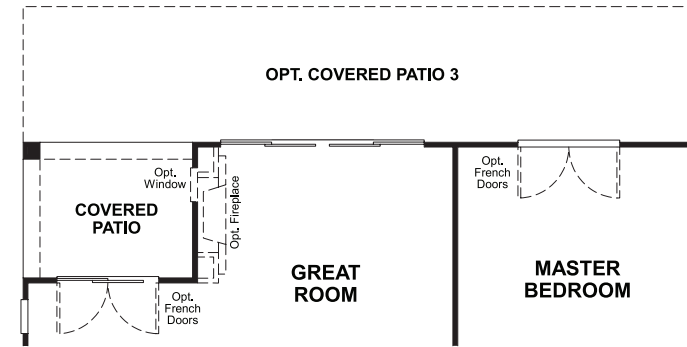 OPT. COVERED PATIO 3
Opt.
Window
COVERED
PATIO
Opt. Fireplace
Opt.
French
Doors
GREAT
ROOM
MASTER
BEDROOM
Opt.
French
Doors